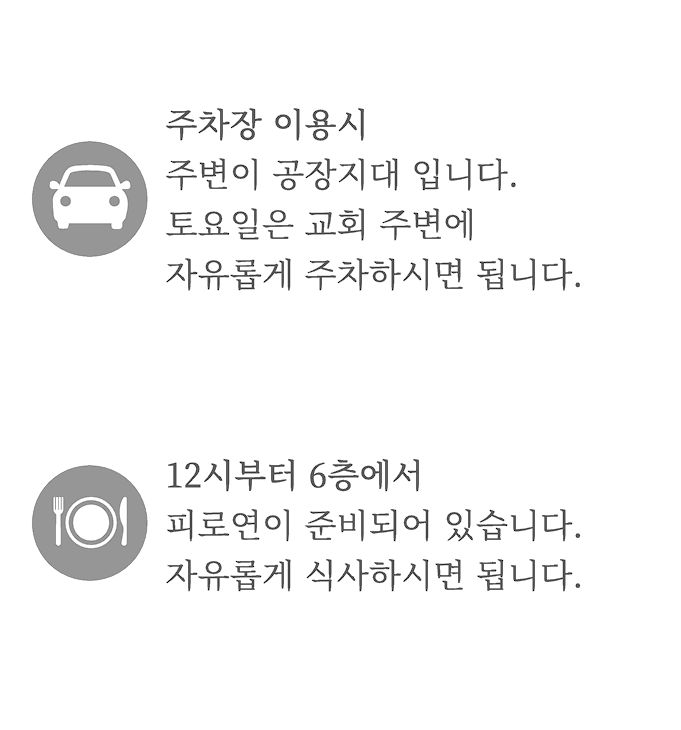 주차장 이용시
주변이 공장지대 입니다.
토요일은 교회 주변에
자유롭게 주차하시면 됩니다.
12시부터 6층에서
피로연이 준비되어 있습니다.
자유롭게 식사하시면 됩니다.